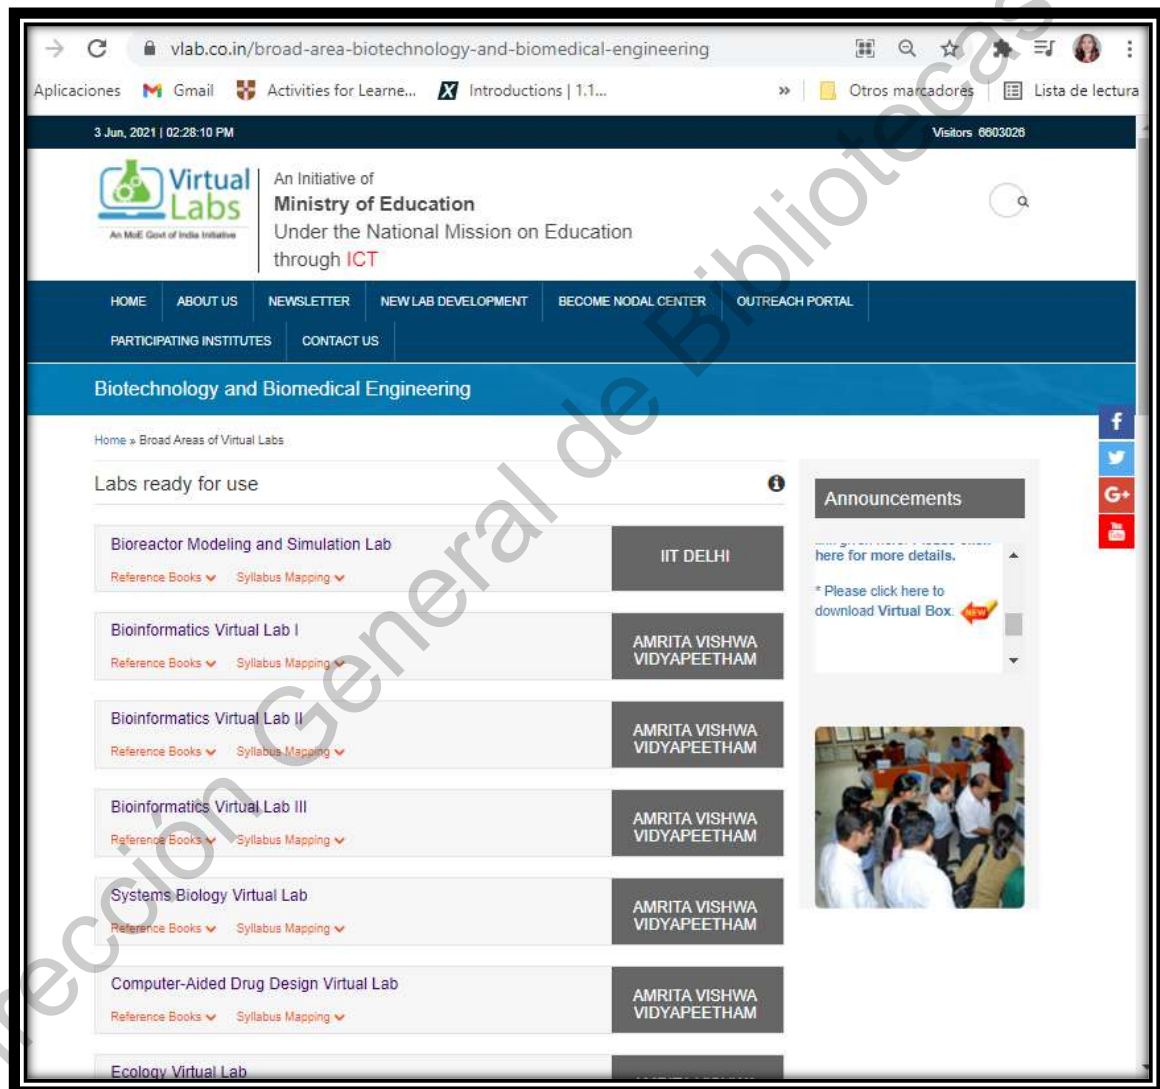 vlab.co.in/broad-area-biotechnology-and-biomedical-engineering
Aplicaciones Gmail Activities for Learne... Introductions | 1.1... » Otros marcadores Lista de lectura
3 Jun, 2021 | 02:28:10 PM Visitors 6603026
Virtual Labs
An MoE Govt of India Initiative
An Initiative of
Ministry of Education
Under the National Mission on Education
through ICT
HOME ABOUT US NEWSLETTER NEW LAB DEVELOPMENT BECOME NODAL CENTER OUTREACH PORTAL
PARTICIPATING INSTITUTES CONTACT US
Biotechnology and Biomedical Engineering
Home » Broad Areas of Virtual Labs
Labs ready for use
Bioreactor Modeling and Simulation Lab
Reference Books Syllabus Mapping
IIT DELHI
Bioinformatics Virtual Lab I
Reference Books Syllabus Mapping
AMRITA VISHWA
VIDYAPEETHAM
Bioinformatics Virtual Lab II
Reference Books Syllabus Mapping
AMRITA VISHWA
VIDYAPEETHAM
Bioinformatics Virtual Lab III
Reference Books Syllabus Mapping
AMRITA VISHWA
VIDYAPEETHAM
Systems Biology Virtual Lab
Reference Books Syllabus Mapping
AMRITA VISHWA
VIDYAPEETHAM
Computer-Aided Drug Design Virtual Lab
Reference Books Syllabus Mapping
AMRITA VISHWA
VIDYAPEETHAM
Ecology Virtual Lab
Announcements
here for more details.
* Please click here to
download Virtual Box.
NEW
f
G+
You
rección General de Bibliotecas